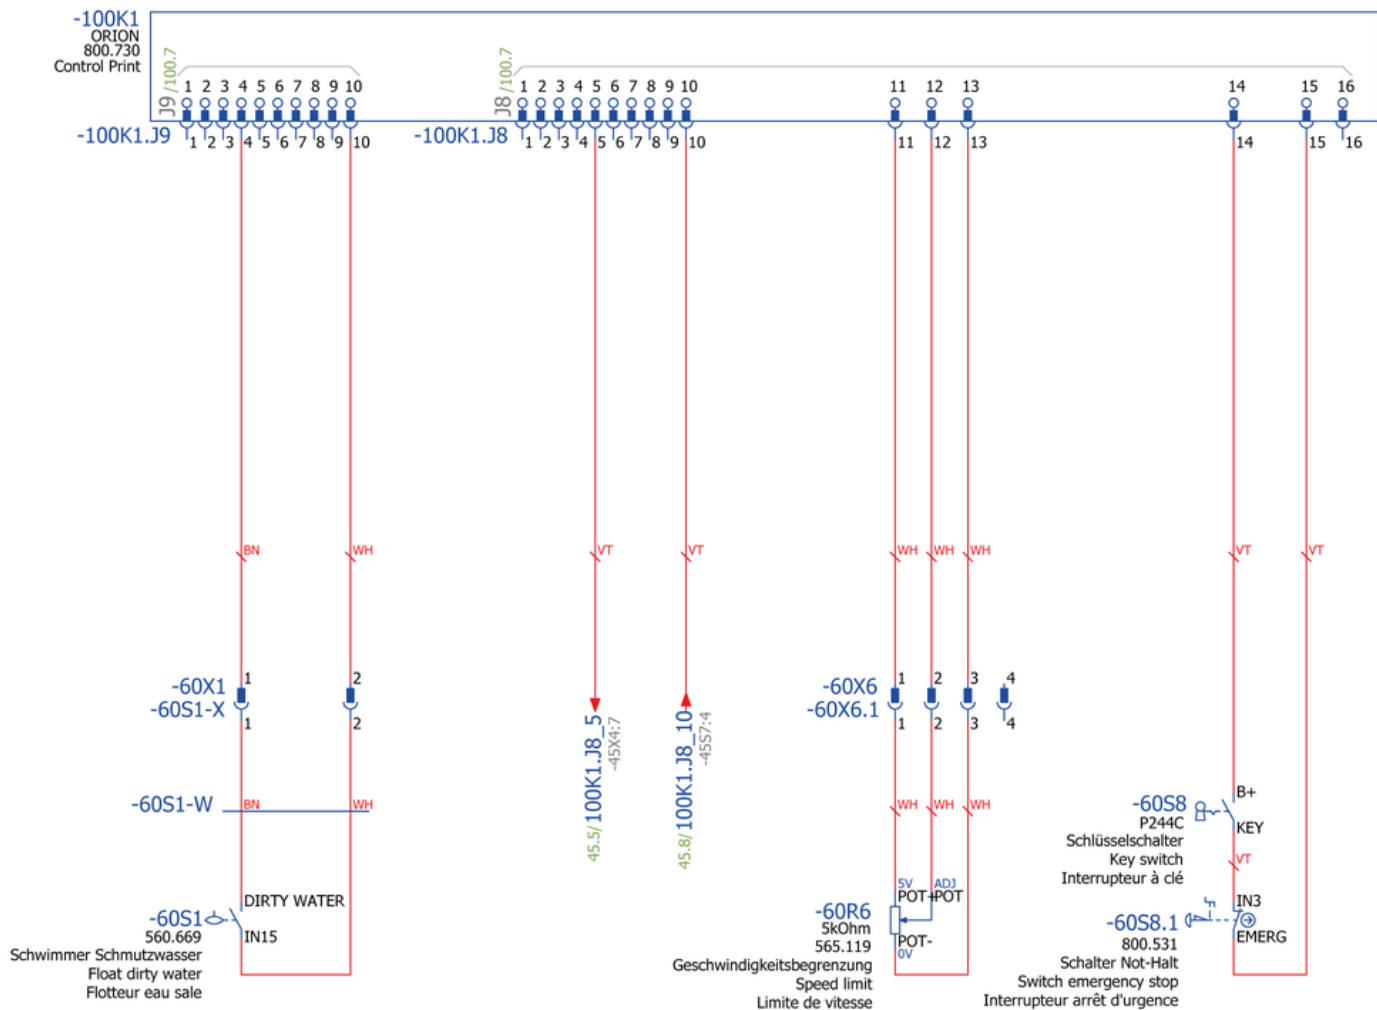 -100K1
ORION
800.730
Control Print
J9 /100.7
1 2 3 4 5 6 7 8 9 10
J8 /100.7
1 2 3 4 5 6 7 8 9 10 11 12 13 14 15 16
-100K1.J9
1 2 3 4 5 6 7 8 9 10
-100K1.J8
1 2 3 4 5 6 7 8 9 10 11 12 13 14 15 16
BN WH VT VT WH WH WH VT VT
-60X1
1 2
-60S1-X
1 2
100K1.J8_5
-45X4:7
45.5/
100K1.J8_10
-45S7:4
45.8/
-60X6
1 2 3 4
-60X6.1
1 2 3 4
-60S1-W
BN WH
WH WH WH
-60S8
P244C
Schlüsselschalter
Key switch
Interrupteur à clé
B+
KEY
VT
-60S1
560.669
Schwimmer Schmutzwasser
Float dirty water
Flotteur eau sale
DIRTY WATER
IN15
-60R6
5kOhm
565.119
Geschwindigkeitsbegrenzung
Speed limit
Limite de vitesse
5V ADJ
POT+ POT
POT-
0V
-60S8.1
800.531
Schalter Not-Halt
Switch emergency stop
Interrupteur arrêt d'urgence
IN3
EMERG